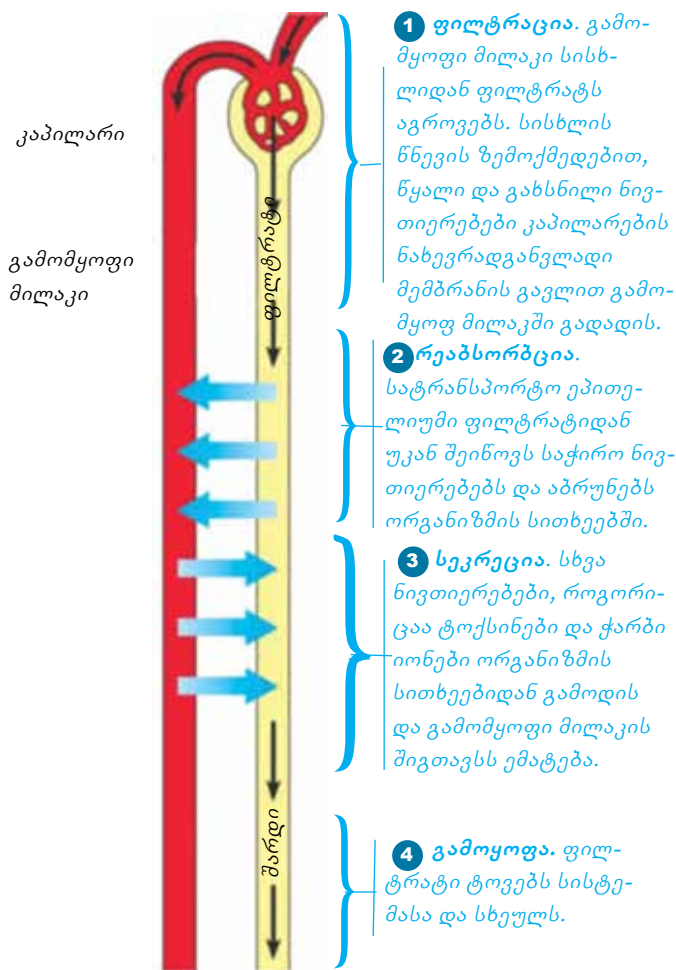 კაპილარი
გამომყოფი
მილაკი
ფილტრატი
შარდი
1 ფილტრაცია. გამო-
მყოფი მილაკი სისხ-
ლიდან ფილტრატს
აგროვებს. სისხლის
წნევის ზემოქმედებით,
წყალი და გახსნილი ნივ-
თიერებები კაპილარების
ნახევრადგანვლადი
მემბრანის გავლით გამო-
მყოფ მილაკში გადადის.
2 რეაბსორბცია.
სატრანსპორტო ეპითე-
ლიუმი ფილტრატიდან
უკან შეიწოვს საჭირო ნივ-
თიერებებს და აბრუნებს
ორგანიზმის სითხეებში.
3 სეკრეცია. სხვა
ნივთიერებები, როგორი-
ცაა ტოქსინები და ჭარბი
იონები ორგანიზმის
სითხეებიდან გამოდის
და გამომყოფი მილაკის
შიგთავსს ემატება.
4 გამოყოფა. ფილ-
ტრატი ტოვებს სისტე-
მასა და სხეულს.